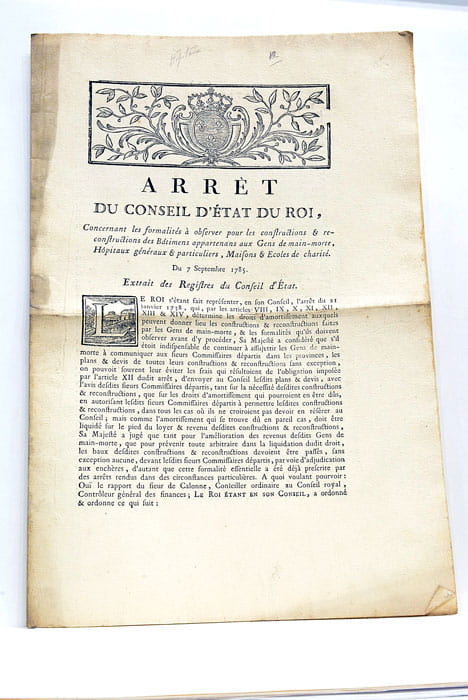 ARRÊT
DU CONSEIL D'ÉTAT DU ROI,
Concernant les formalités à observer pour les constructions & re-
constructions des Bâtimens appartenans aux Gens de main-morte,
Hôpitaux généraux & particuliers, Maisons & Ecoles de charité.
Du 7 Septembre 1785.
Extrait des Registres du Conseil d'État.
LE ROI s'étant fait représenter, en son Conseil, l'arrêt du 21
janvier 1738, qui, par les articles VIII, IX, X, XI, XII,
XIII & XIV, détermine les droits d'amortissement auxquels
peuvent donner lieu les constructions & reconstructions faites
par les Gens de main-morte, & les formalités qu'ils doivent
observer avant d'y procéder, Sa Majesté a considéré que s'il
étoit indispensable de continuer à assujettir les Gens de main-
morte à communiquer aux sieurs Commissaires départis dans les provinces, les
plans & devis de toutes leurs constructions & reconstructions sans exception,
on pouvoit souvent leur éviter les frais qui résultoient de l'obligation imposée
par l'article XII dudit arrêt, d'envoyer au Conseil lesdits plans & devis, avec
l'avis desdits sieurs Commissaires départis, tant sur la nécessité desdites constructions
& reconstructions, que sur les droits d'amortissement qui pourroient en être dûs,
en autorisant lesdits Commissaires départis à permettre lesdites constructions
& reconstructions, dans tous les cas où ils ne croiroient pas devoir en référer au
Conseil; mais comme l'amortissement qui se trouve dû en pareil cas, doit être
liquidé sur le pied du loyer & revenu desdites constructions & reconstructions,
Sa Majesté a jugé que tant pour l'amélioration des revenus desdits Gens de
main-morte, que pour prévenir toute arbitraire dans la liquidation dudit droit,
les baux desdites constructions & reconstructions devoient être passés, sans
exception aucune, devant lesdits sieurs Commissaires départis, par voie d'adjudication
aux enchères, d'autant que cette formalité essentielle a été déjà prescrite par
des arrêts rendus dans des circonstances particulières. A quoi voulant pourvoir:
Oui le rapport du sieur de Calonne, Conseiller ordinaire au Conseil royal,
Contrôleur général des finances; LE ROI ÉTANT EN SON CONSEIL, a ordonné
& ordonne ce qui suit: